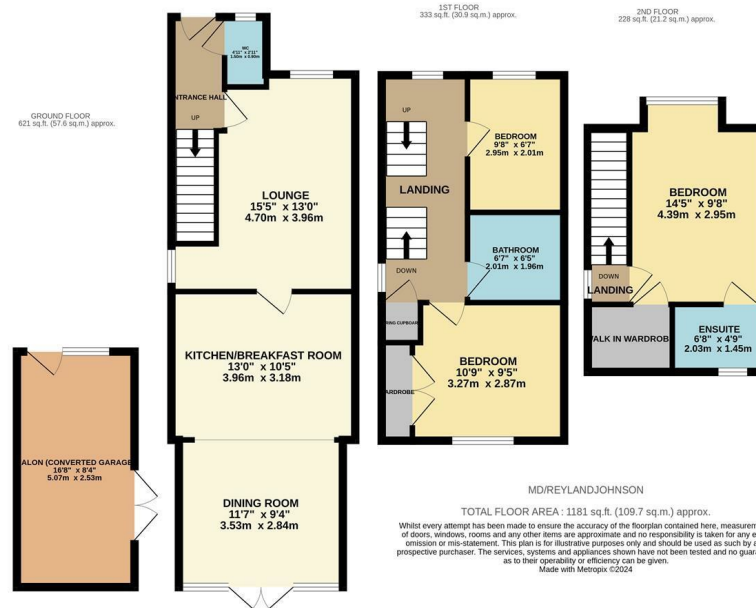 GROUND FLOOR
621 sq.ft. (57.6 sq.m.) approx.
ALON (CONVERTED GARAGE
16'8" x 8'4"
5.07m x 2.53m
WC
4'11" x 2'11"
1.50m x 0.90m
NTRANCE HALL
UP
LOUNGE
15'5" x 13'0"
4.70m x 3.96m
KITCHEN/BREAKFAST ROOM
13'0" x 10'5"
3.96m x 3.18m
DINING ROOM
11'7" x 9'4"
3.53m x 2.84m
1ST FLOOR
333 sq.ft. (30.9 sq.m.) approx.
UP
LANDING
DOWN
BEDROOM
9'8" x 6'7"
2.95m x 2.01m
BATHROOM
6'7" x 6'5"
2.01m x 1.96m
RING CUPBOAR
ARDROBE
BEDROOM
10'9" x 9'5"
3.27m x 2.87m
2ND FLOOR
228 sq.ft. (21.2 sq.m.) approx.
BEDROOM
14'5" x 9'8"
4.39m x 2.95m
DOWN
LANDING
ALK IN WARDROB
ENSUITE
6'8" x 4'9"
2.03m x 1.45m
MD/REYLANDJOHNSON
TOTAL FLOOR AREA : 1181 sq.ft. (109.7 sq.m.) approx.
Whilst every attempt has been made to ensure the accuracy of the floorplan contained here, measurem
of doors, windows, rooms and any other items are approximate and no responsibility is taken for any e
omission or mis-statement. This plan is for illustrative purposes only and should be used as such by a
prospective purchaser. The services, systems and appliances shown have not been tested and no guara
as to their operability or efficiency can be given.
Made with Metropix ©2024